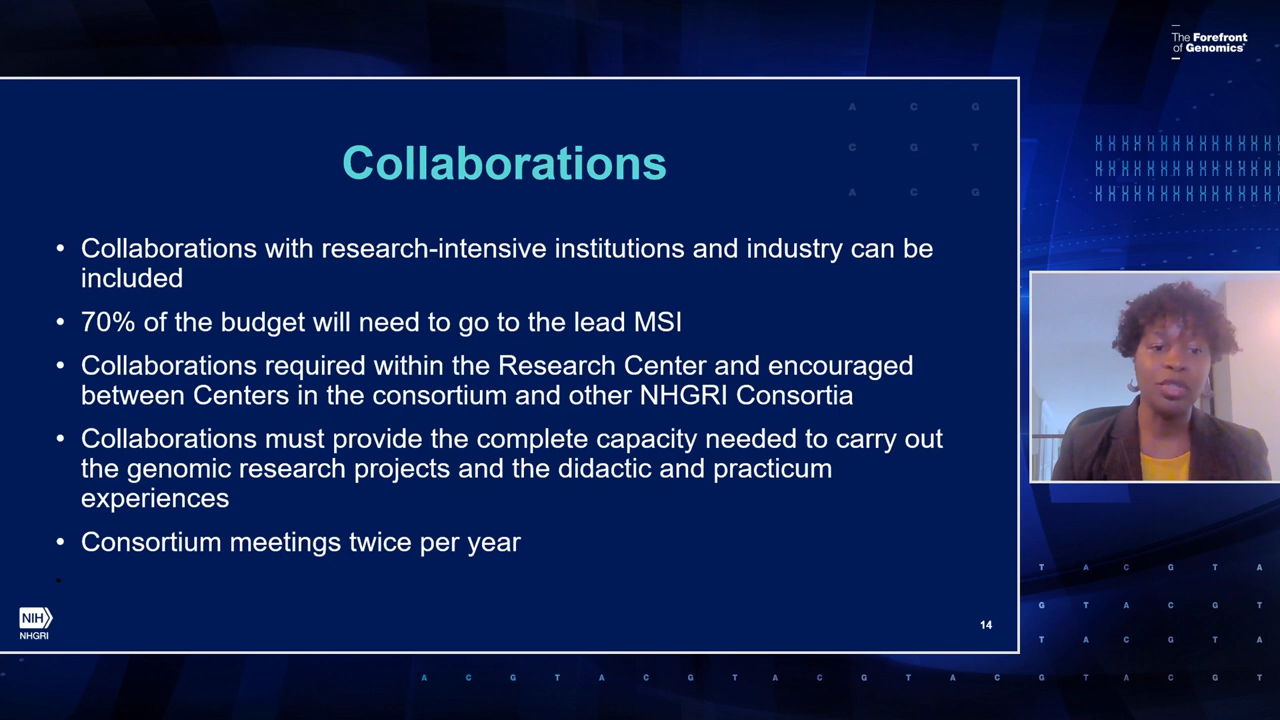 The Forefront
of Genomics®
A C G
C G T
A C G
Collaborations
• Collaborations with research-intensive institutions and industry can be
included
• 70% of the budget will need to go to the lead MSI
• Collaborations required within the Research Center and encouraged
between Centers in the consortium and other NHGRI Consortia
• Collaborations must provide the complete capacity needed to carry out
the genomic research projects and the didactic and practicum
experiences
• Consortium meetings twice per year
•
NIH
NHGRI
14
T A C G T A
G T A C G T
T A C G T A
A C G T A C G T A C G T A C G T A C G T